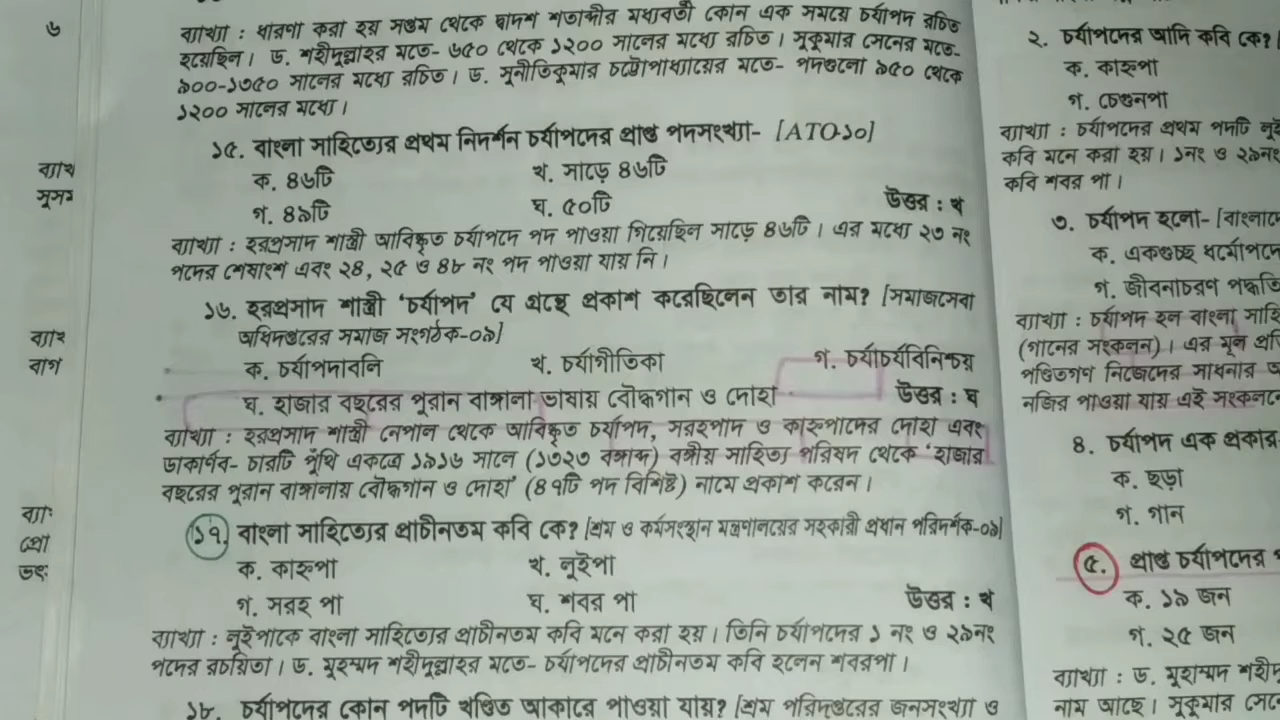 ৬
ব্যাখ্যা : ধারণা করা হয় সপ্তম থেকে দ্বাদশ শতাব্দীর মধ্যবর্তী কোন এক সময়ে চর্যাপদ রচিত
হয়েছিল। ড. শহীদুল্লাহর মতে- ৬৫০ থেকে ১২০০ সালের মধ্যে রচিত। সুকুমার সেনের মতে-
৯০০-১৩৫০ সালের মধ্যে রচিত। ড. সুনীতিকুমার চট্টোপাধ্যায়ের মতে- পদগুলো ৯৫০ থেকে
১২০০ সালের মধ্যে।
১৫. বাংলা সাহিত্যের প্রথম নিদর্শন চর্যাপদের প্রাপ্ত পদসংখ্যা- [ATO-১০]
ক. ৪৬টি
খ. সাড়ে ৪৬টি
গ. ৪৯টি
ঘ. ৫০টি
উত্তর : খ
ব্যাখ্যা : হরপ্রসাদ শাস্ত্রী আবিষ্কৃত চর্যাপদে পদ পাওয়া গিয়েছিল সাড়ে ৪৬টি। এর মধ্যে ২৩ নং
পদের শেষাংশ এবং ২৪, ২৫ ও ৪৮ নং পদ পাওয়া যায় নি।
১৬. হরপ্রসাদ শাস্ত্রী ‘চর্যাপদ’ যে গ্রন্থে প্রকাশ করেছিলেন তার নাম? [সমাজসেবা
অধিদপ্তরের সমাজ সংগঠক-০৯]
ক. চর্যাপদাবলি
খ. চর্যাগীতিকা
গ. চর্যাচর্যবিনিশ্চয়
ঘ. হাজার বছরের পুরান বাঙ্গালা ভাষায় বৌদ্ধগান ও দোহা
উত্তর : ঘ
ব্যাখ্যা : হরপ্রসাদ শাস্ত্রী নেপাল থেকে আবিষ্কৃত চর্যাপদ, সরহপাদ ও কাহ্নপাদের দোহা এবং
ডাকার্ণব- চারটি পুঁথি একত্রে ১৯১৬ সালে (১৩২৩ বঙ্গাব্দ) বঙ্গীয় সাহিত্য পরিষদ থেকে ‘হাজার
বছরের পুরান বাঙ্গালায় বৌদ্ধগান ও দোহা’ (৪৭টি পদ বিশিষ্ট) নামে প্রকাশ করেন।
১৭. বাংলা সাহিত্যের প্রাচীনতম কবি কে? [শ্রম ও কর্মসংস্থান মন্ত্রণালয়ের সহকারী প্রধান পরিদর্শক-০৯]
ক. কাহ্নপা
খ. লুইপা
গ. সরহ পা
ঘ. শবর পা
উত্তর : খ
ব্যাখ্যা : লুইপাকে বাংলা সাহিত্যের প্রাচীনতম কবি মনে করা হয়। তিনি চর্যাপদের ১ নং ও ২৯নং
পদের রচয়িতা। ড. মুহম্মদ শহীদুল্লাহর মতে- চর্যাপদের প্রাচীনতম কবি হলেন শবরপা।
১৮. চর্যাপদের কোন পদটি খণ্ডিত আকারে পাওয়া যায়? [শ্রম পরিদপ্তরের জনসংখ্যা ও
২. চর্যাপদের আদি কবি কে?
ক. কাহ্নপা
গ. ঢেণ্ডনপা
ব্যাখ্যা : চর্যাপদের প্রথম পদটি লুই
কবি মনে করা হয়। ১নং ও ২৯নং
কবি শবর পা।
৩. চর্যাপদ হলো- [বাংলাদে
ক. একগুচ্ছ ধর্মোপদে
গ. জীবনাচরণ পদ্ধতি
ব্যাখ্যা : চর্যাপদ হল বাংলা সাহি
(গানের সংকলন)। এর মূল প্রতি
পণ্ডিতগণ নিজেদের সাধনার
নজির পাওয়া যায় এই সংকলনে
৪. চর্যাপদ এক প্রকার
ক. ছড়া
গ. গান
৫. প্রাপ্ত চর্যাপদের
ক. ১৯ জন
গ. ২৫ জন
ব্যাখ্যা : ড. মুহাম্মদ শহী
নাম আছে। সুকুমার সেে